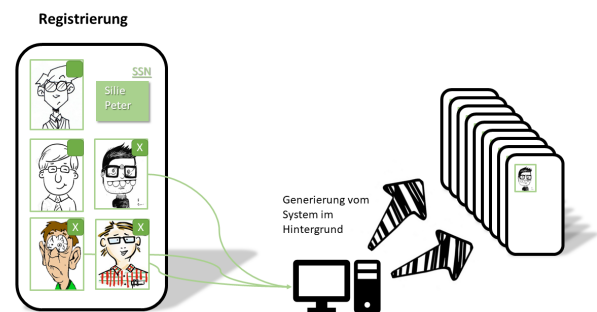 Registrierung
SSN
Silie
Peter
X
X
X
Generierung vom
System im
Hintergrund